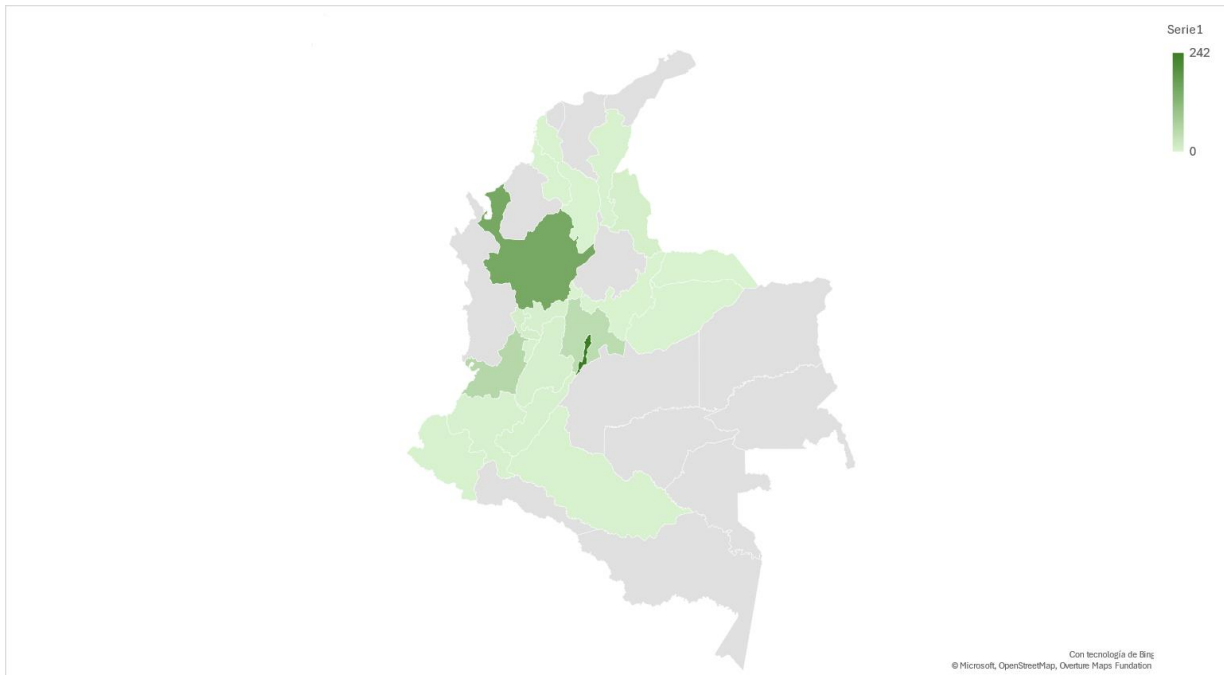 Serie1
242
0
Con tecnología de Bing
© Microsoft, OpenStreetMap, Overture Maps Fundation